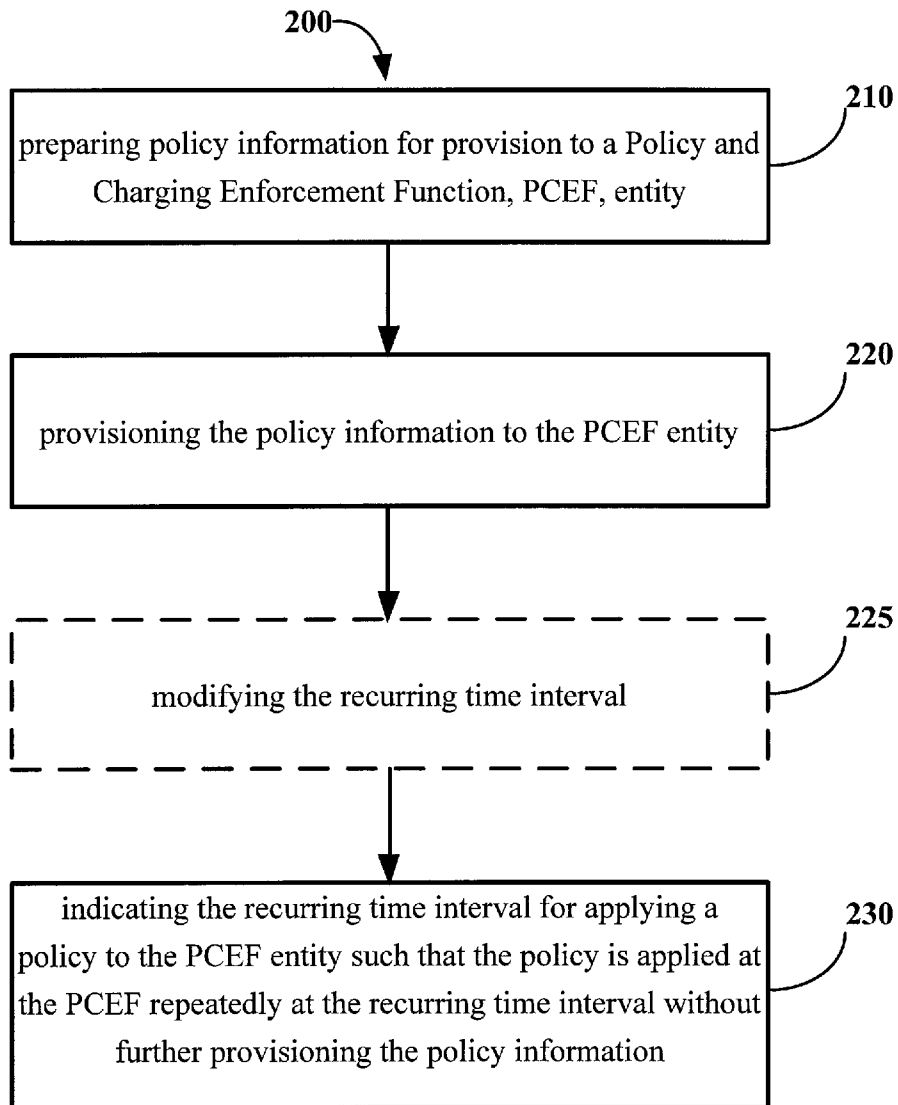 200
210
preparing policy information for provision to a Policy and
Charging Enforcement Function, PCEF, entity
220
provisioning the policy information to the PCEF entity
225
modifying the recurring time interval
230
indicating the recurring time interval for applying a
policy to the PCEF entity such that the policy is applied at
the PCEF repeatedly at the recurring time interval without
further provisioning the policy information